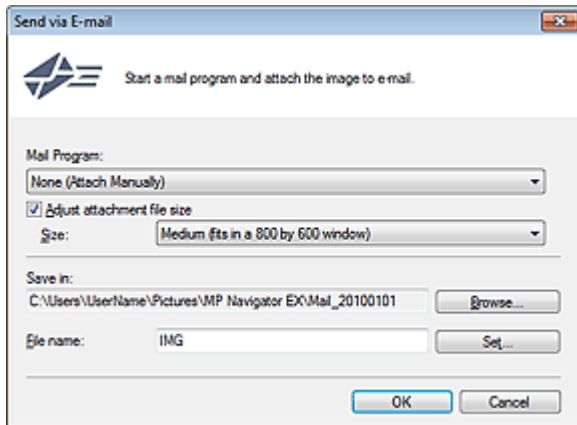 Send via E-mail
Start a mail program and attach the image to e-mail.
Mail Program:
None (Attach Manually)
Adjust attachment file size
Size: Medium (fits in a 800 by 600 window)
Save in:
C:\Users\UserName\Pictures\MP Navigator EX\Mail_20100101 Browse...
File name: IMG Set...
OK Cancel